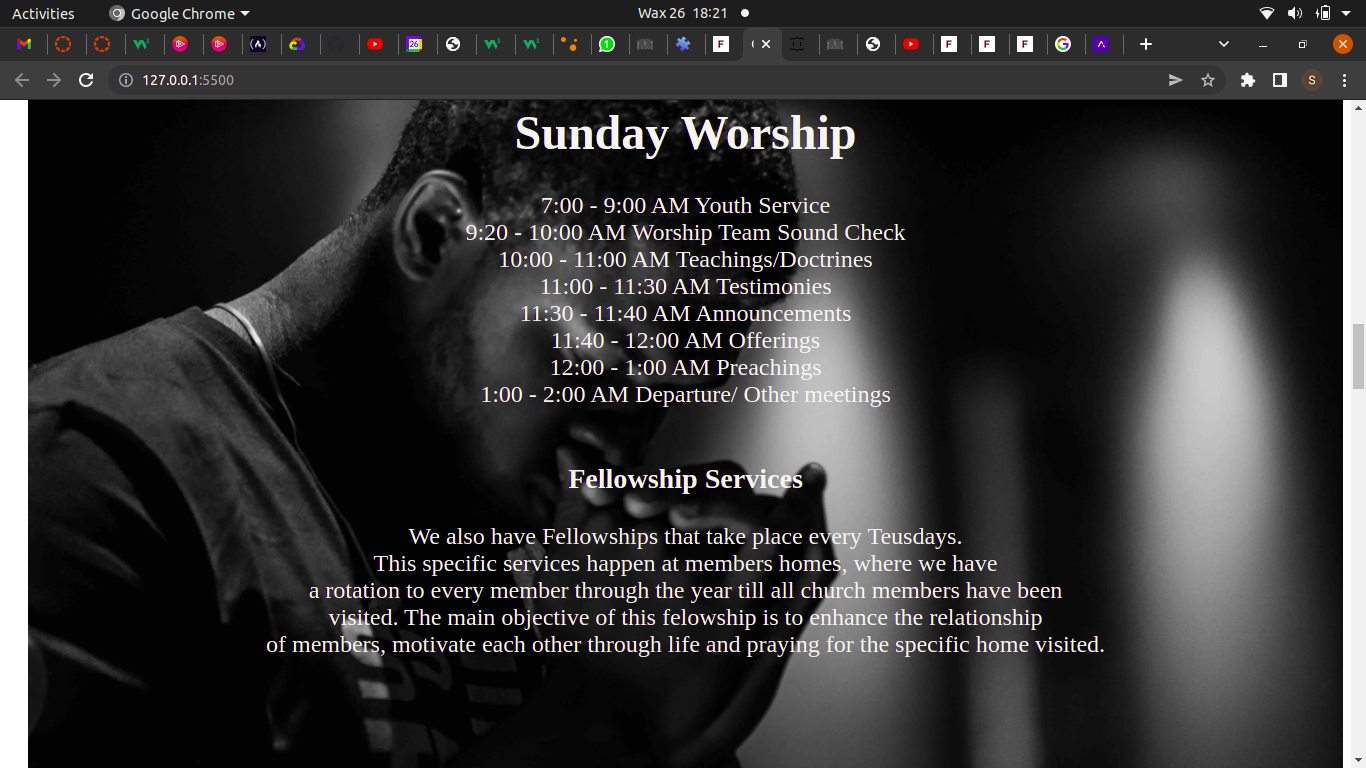 Activities
Google Chrome
Wax 26 18:21
26
1
F
(
F
F
F
127.0.0.1:5500
S
Sunday Worship
7:00 - 9:00 AM Youth Service
9:20 - 10:00 AM Worship Team Sound Check
10:00 - 11:00 AM Teachings/Doctrines
11:00 - 11:30 AM Testimonies
11:30 - 11:40 AM Announcements
11:40 - 12:00 AM Offerings
12:00 - 1:00 AM Preachings
1:00 - 2:00 AM Departure/ Other meetings
Fellowship Services
We also have Fellowships that take place every Teusdays.
This specific services happen at members homes, where we have
a rotation to every member through the year till all church members have been
visited. The main objective of this felowship is to enhance the relationship
of members, motivate each other through life and praying for the specific home visited.